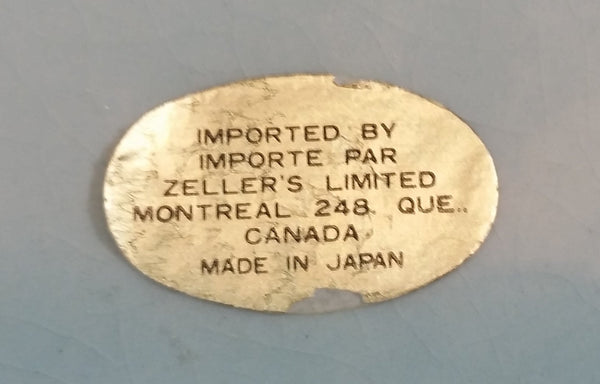 IMPORTED BY
IMPORTE PAR
ZELLER'S LIMITED
MONTREAL 248, QUE..
CANADA
MADE IN JAPAN